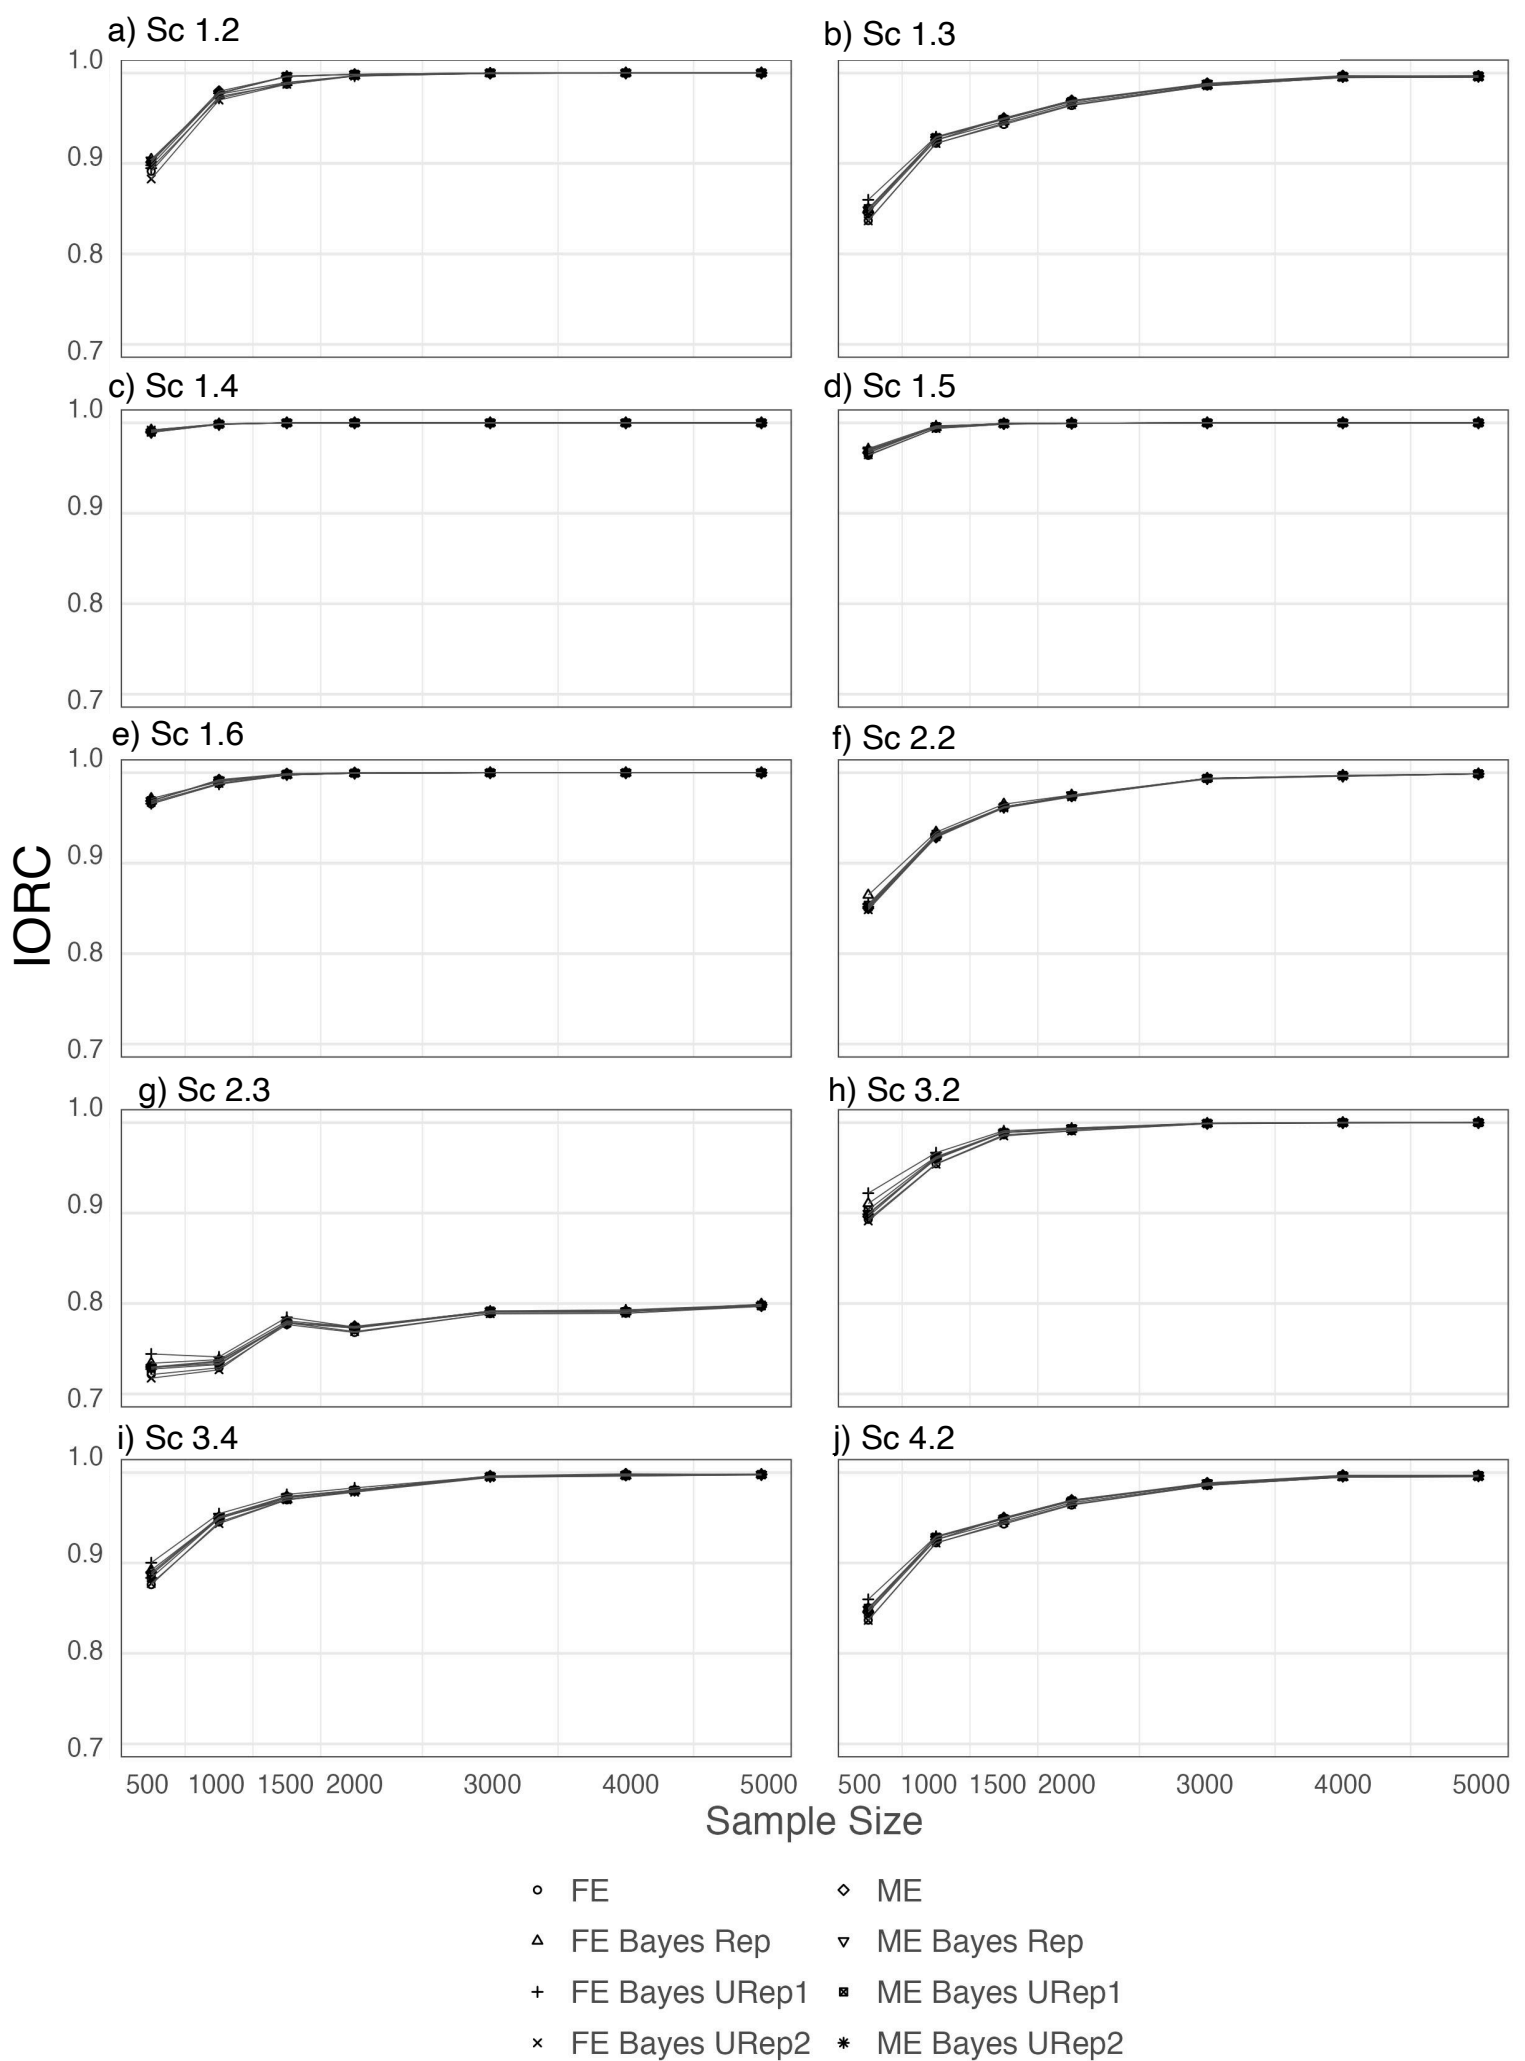 a) Sc 1.2
b) Sc 1.3
1.0
0.9
0.8
0.7
c) Sc 1.4
d) Sc 1.5
1.0
0.9
0.8
0.7
e) Sc 1.6
f) Sc 2.2
1.0
0.9
0.8
0.7
IORC
g) Sc 2.3
h) Sc 3.2
1.0
0.9
0.8
0.7
i) Sc 3.4
j) Sc 4.2
1.0
0.9
0.8
0.7
500 1000 1500 2000 3000 4000 5000
500 1000 1500 2000 3000 4000 5000
Sample Size
FE
ME
FE Bayes Rep
ME Bayes Rep
FE Bayes URep1
ME Bayes URep1
FE Bayes URep2
ME Bayes URep2